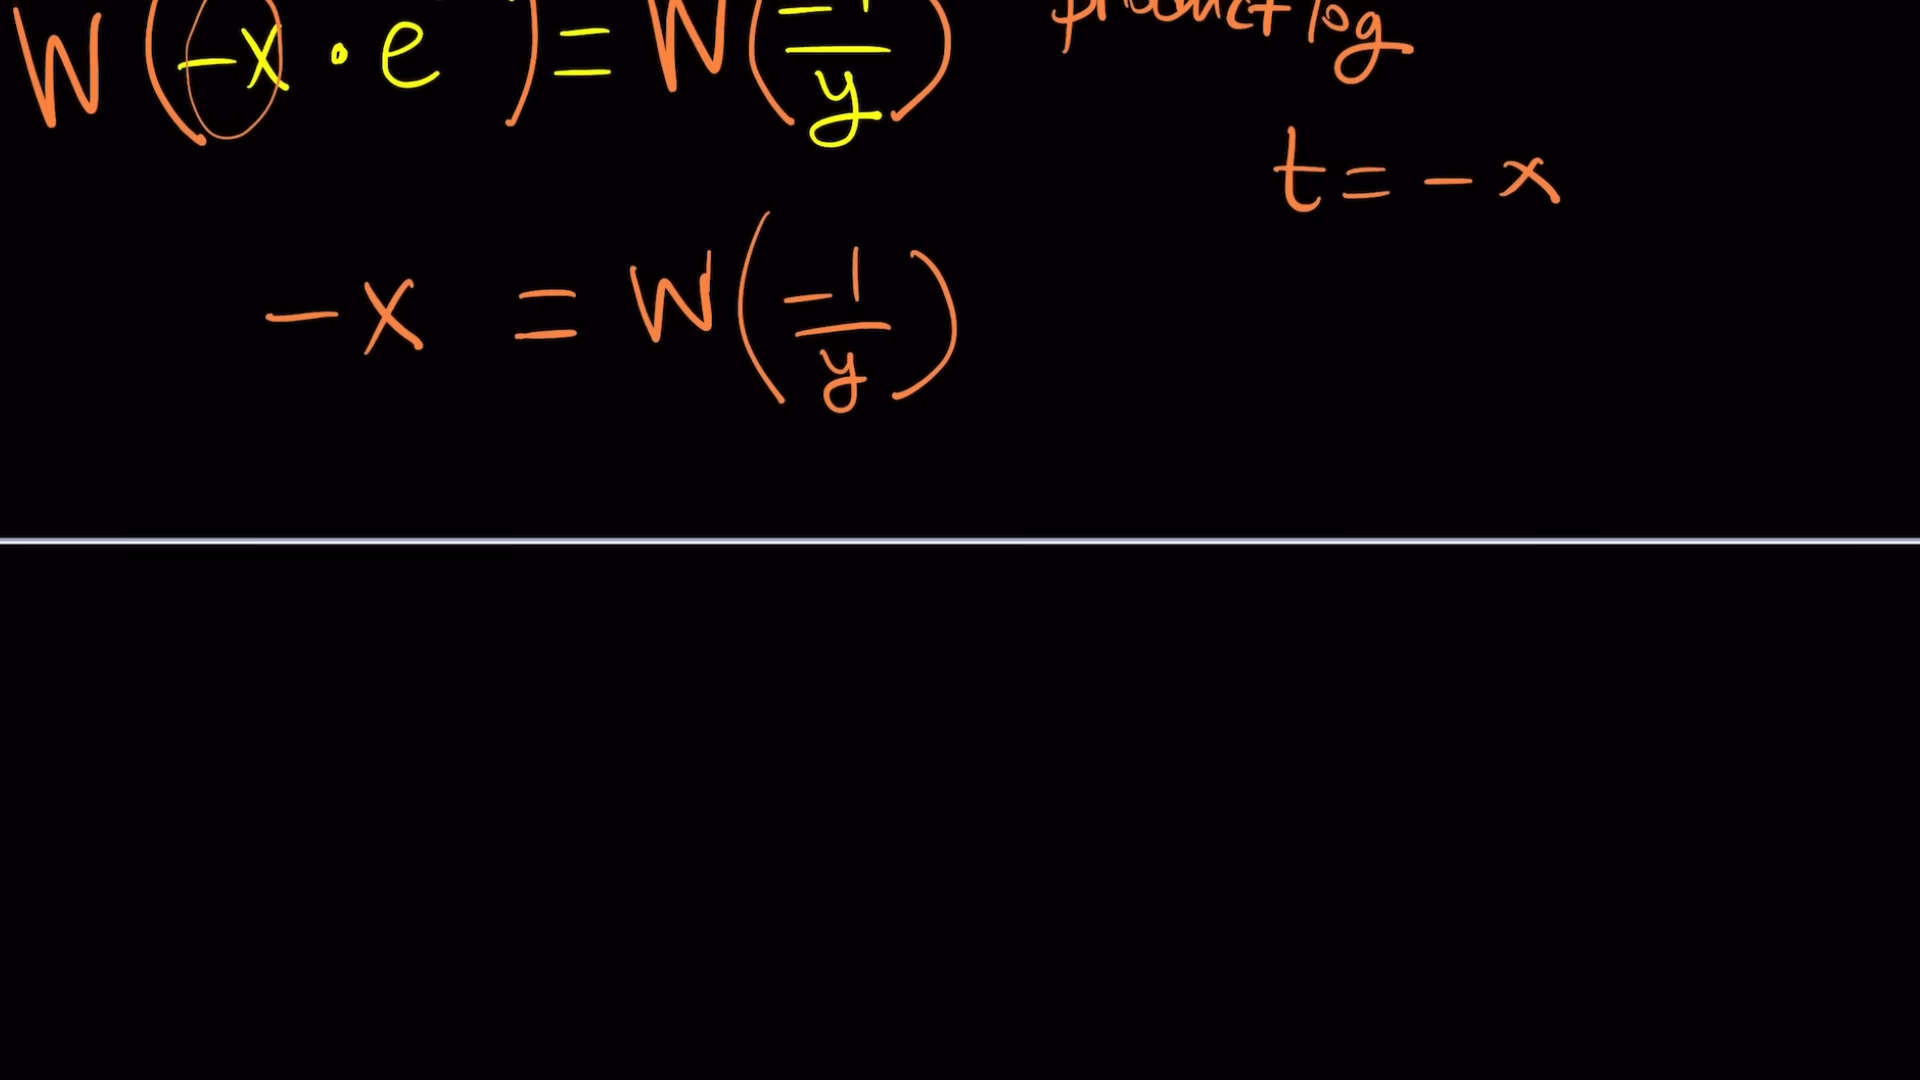 W(-x · e ) = W(-1/y) product log
t = - x
-x = W(-1/y)